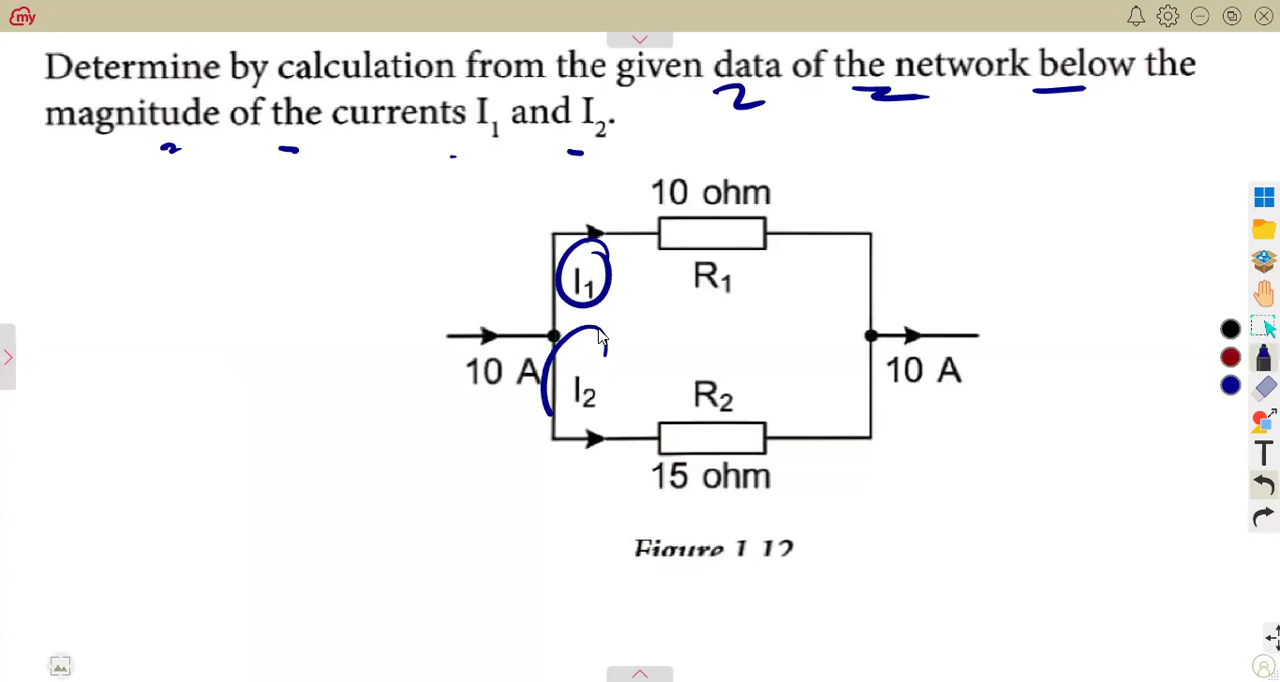 my
Determine by calculation from the given data of the network below the
magnitude of the currents I₁ and I₂.
10 ohm
I₁
R₁
10 A
I₂
R₂
10 A
15 ohm
Figure 1.12
T